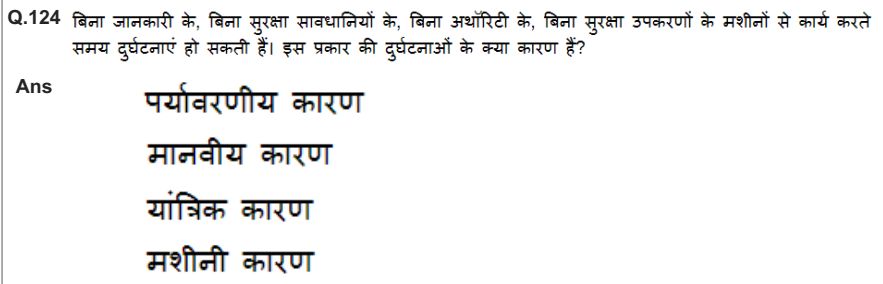 Q.124 बिना जानकारी के, बिना सुरक्षा सावधानियों के, बिना अथॉरिटी के, बिना सुरक्षा उपकरणों के मशीनों से कार्य करते
समय दुर्घटनाएं हो सकती हैं। इस प्रकार की दुर्घटनाओं के क्या कारण हैं?
Ans
पर्यावरणीय कारण
मानवीय कारण
यांत्रिक कारण
मशीनी कारण